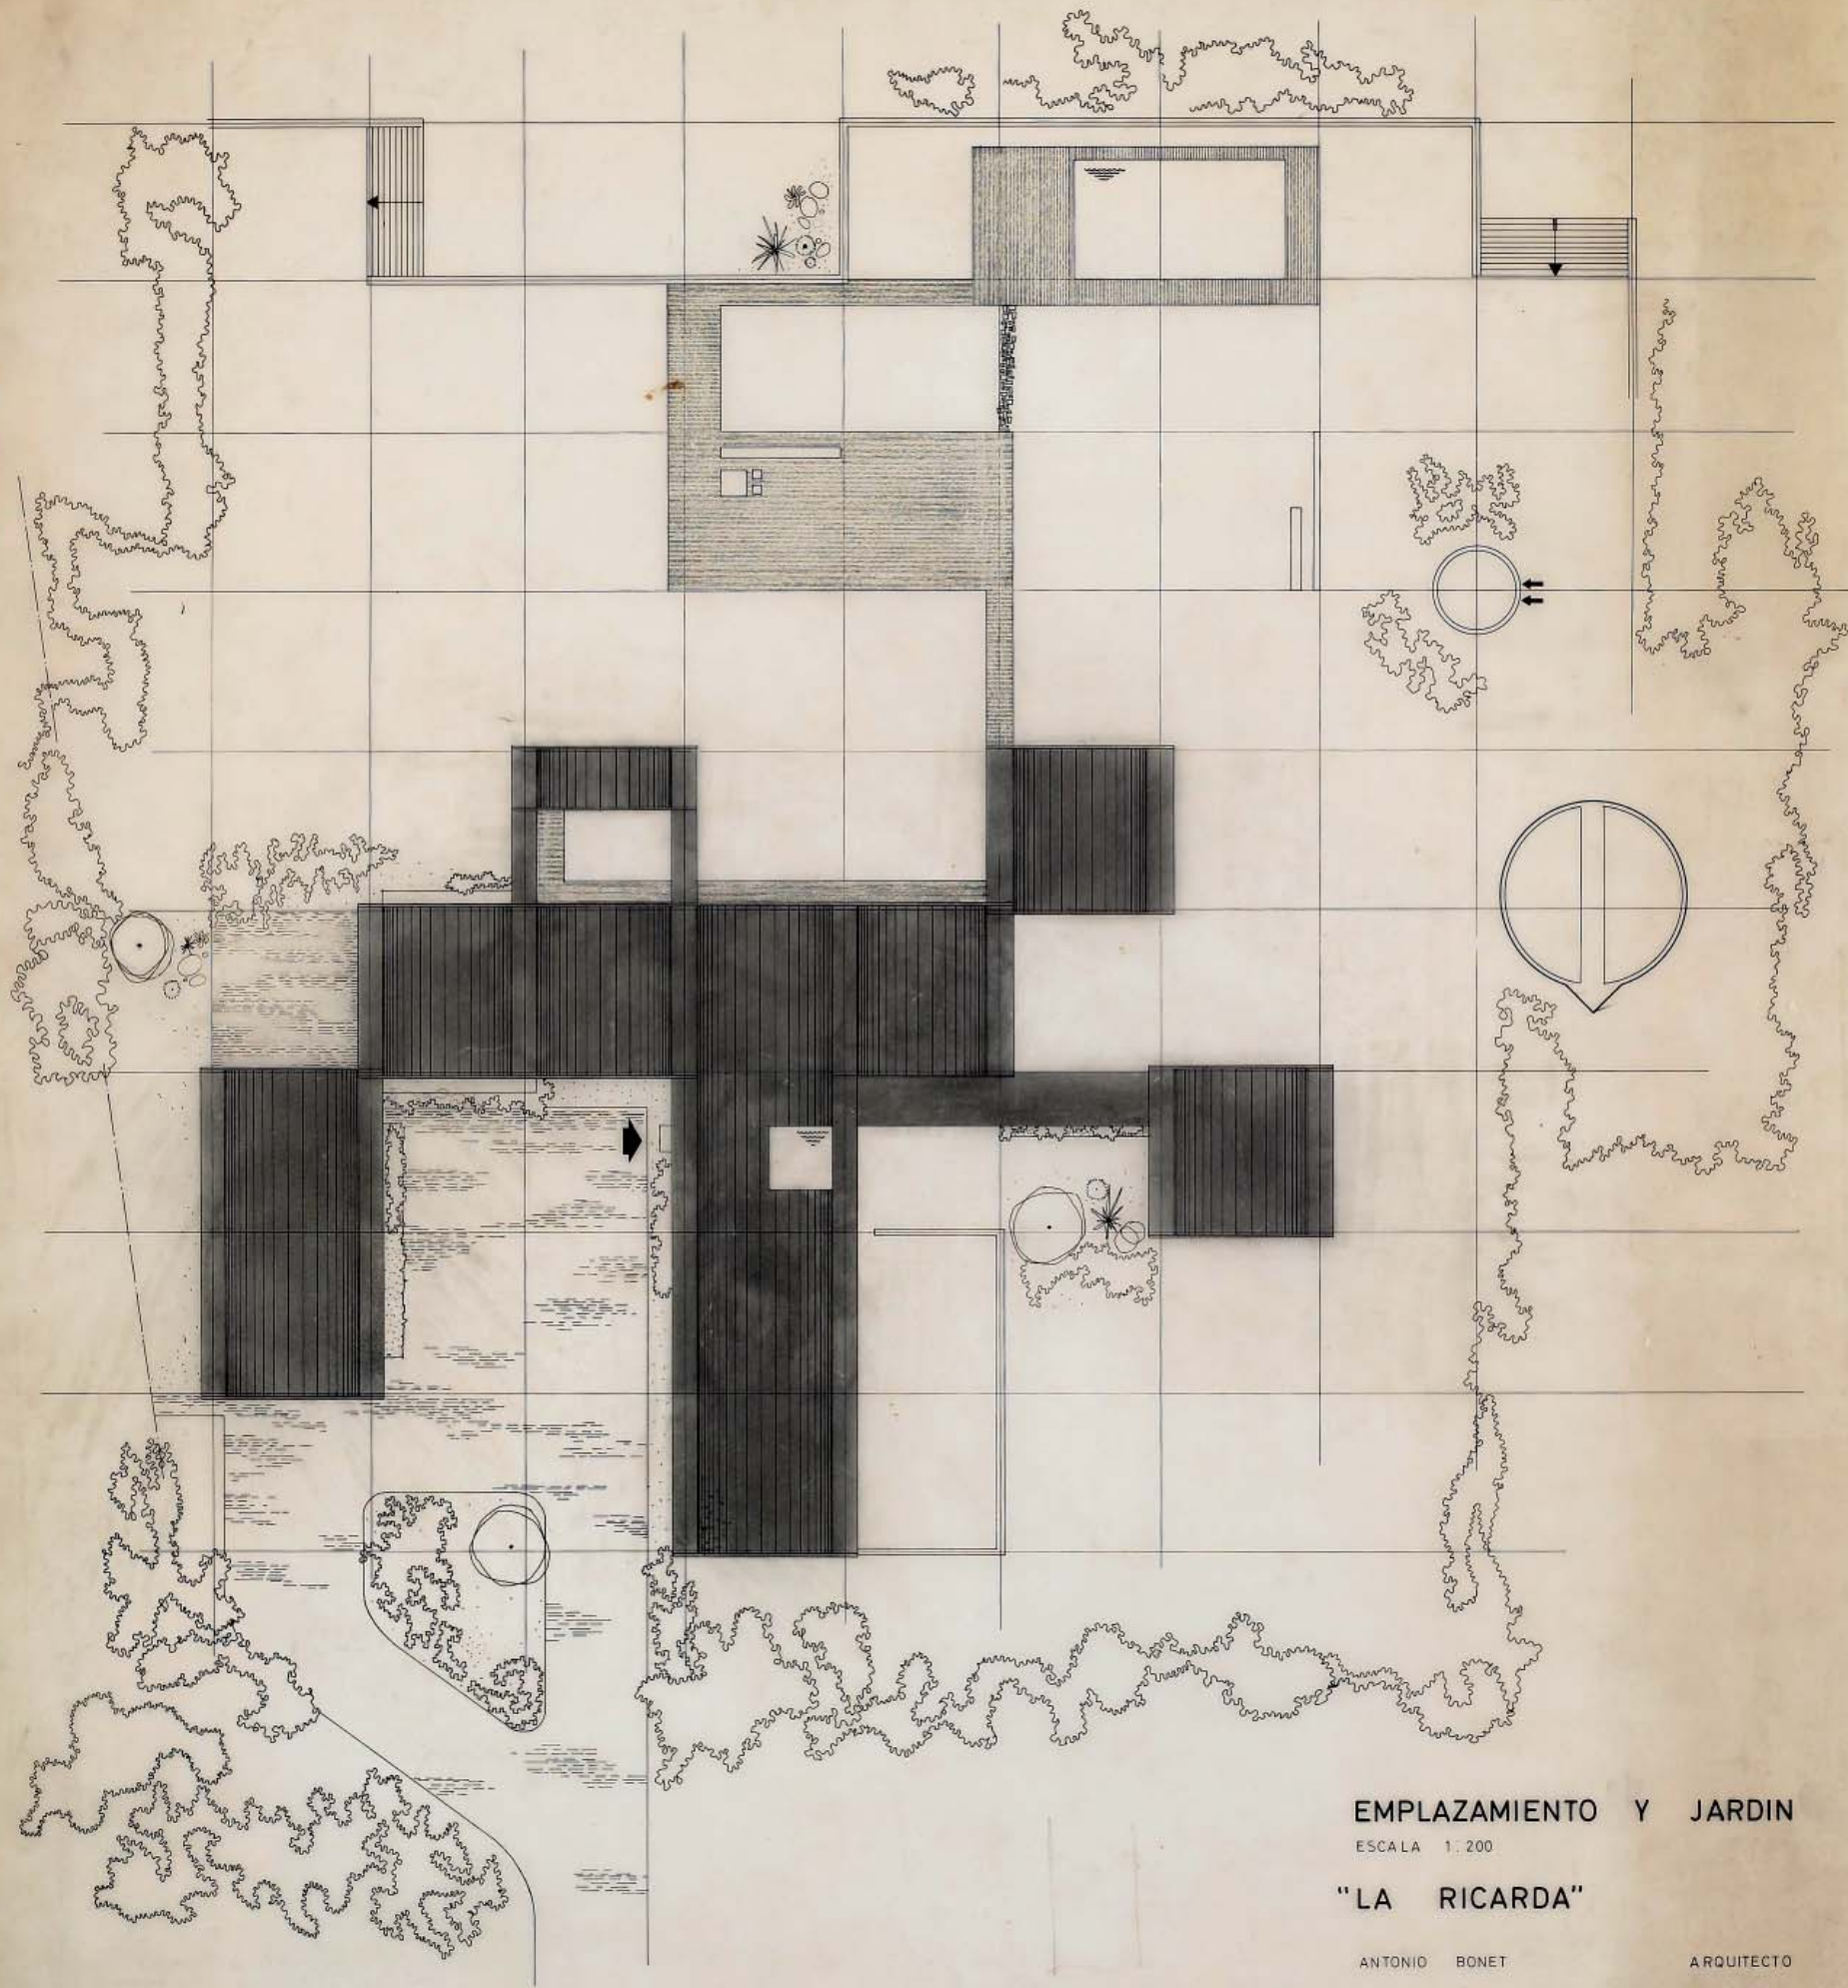 EMPLAZAMIENTO Y JARDIN
ESCALA 1:200
"LA RICARDA"
ANTONIO BONET ARQUITECTO